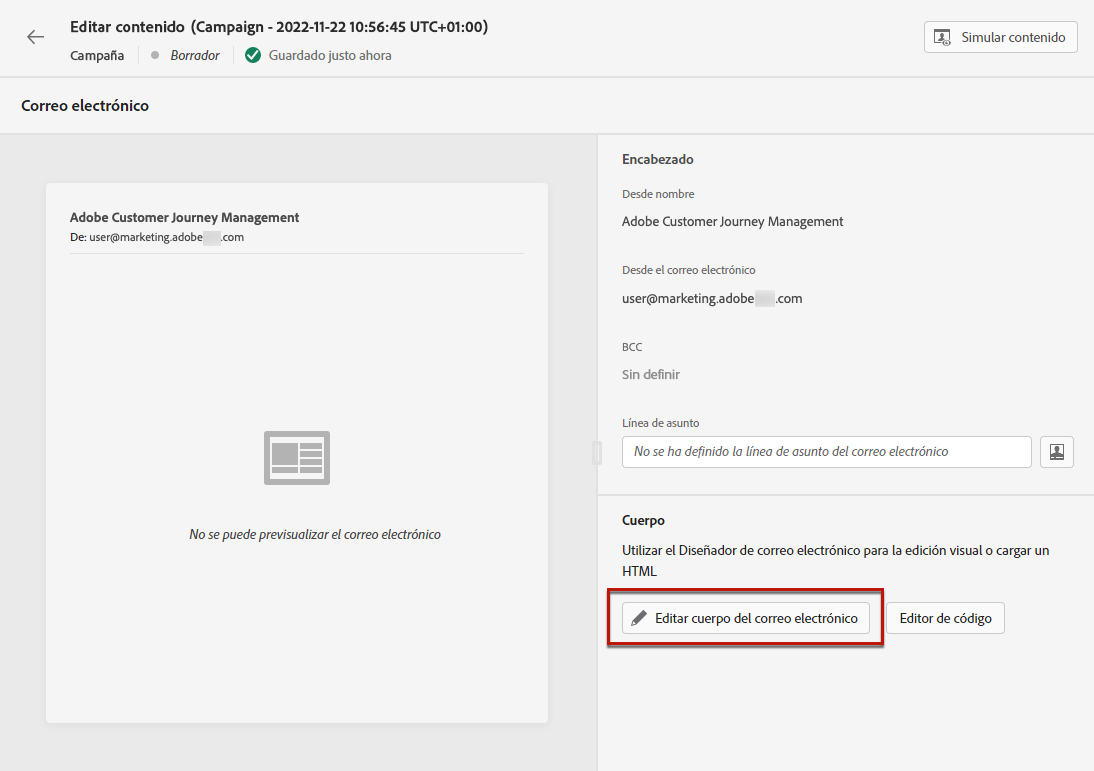 Editar contenido (Campaign - 2022-11-22 10:56:45 UTC+01:00)
Campaña
Borrador
Guardado justo ahora
Simular contenido
Correo electrónico
Adobe Customer Journey Management
De: user@marketing.adobe .com
No se puede previsualizar el correo electrónico
Encabezado
Desde nombre
Adobe Customer Journey Management
Desde el correo electrónico
user@marketing.adobe .com
BCC
Sin definir
Línea de asunto
No se ha definido la línea de asunto del correo electrónico
Cuerpo
Utilizar el Diseñador de correo electrónico para la edición visual o cargar un
HTML
Editar cuerpo del correo electrónico
Editor de código